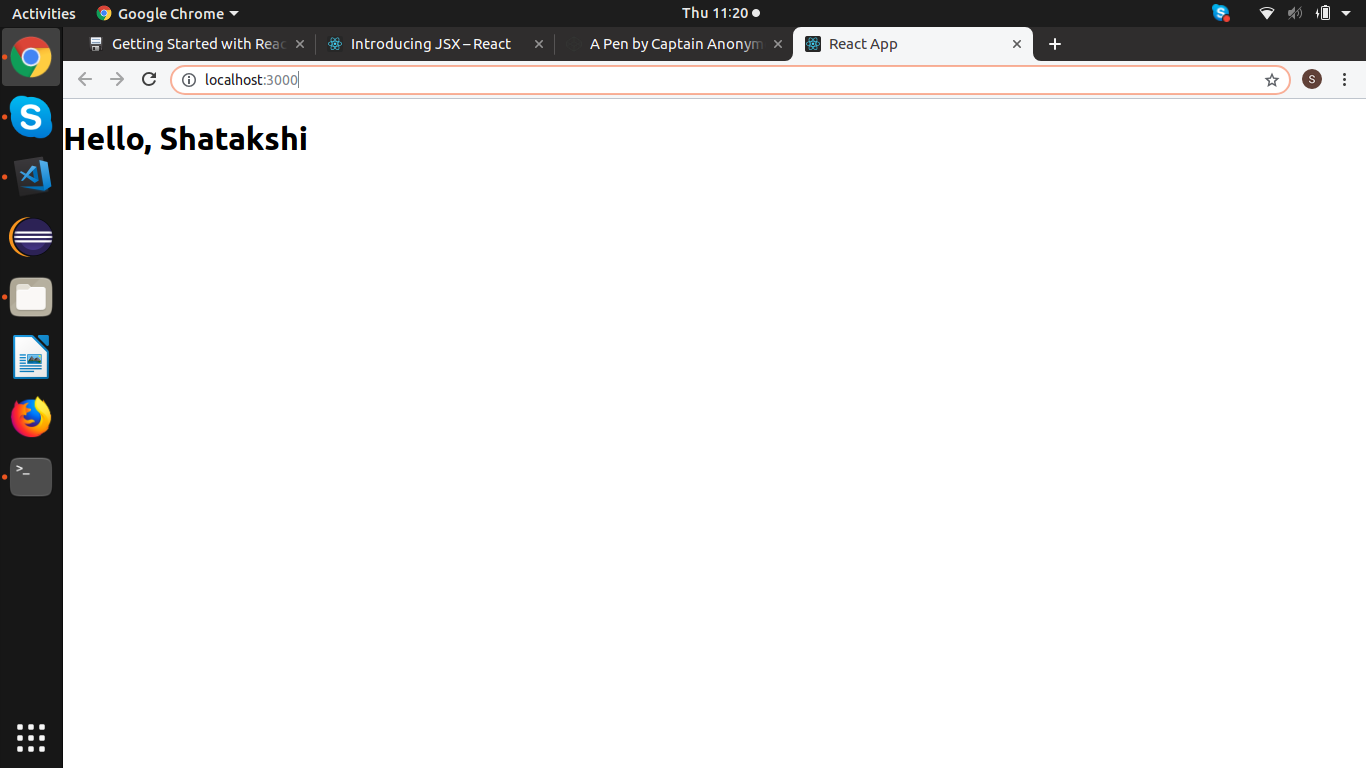 Activities Google Chrome Thu 11:20
Getting Started with Reac Introducing JSX – React A Pen by Captain Anonym React App
localhost:3000 S
Hello, Shatakshi
>_